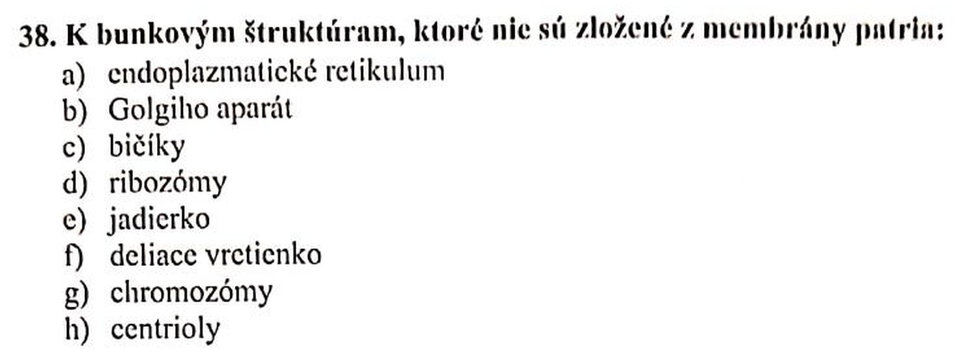 38. K bunkovým štruktúram, ktoré nie sú zložené z membrány patria:
a) endoplazmatické retikulum
b) Golgiho aparát
c) bičíky
d) ribozómy
e) jadierko
f) deliace vretienko
g) chromozómy
h) centrioly